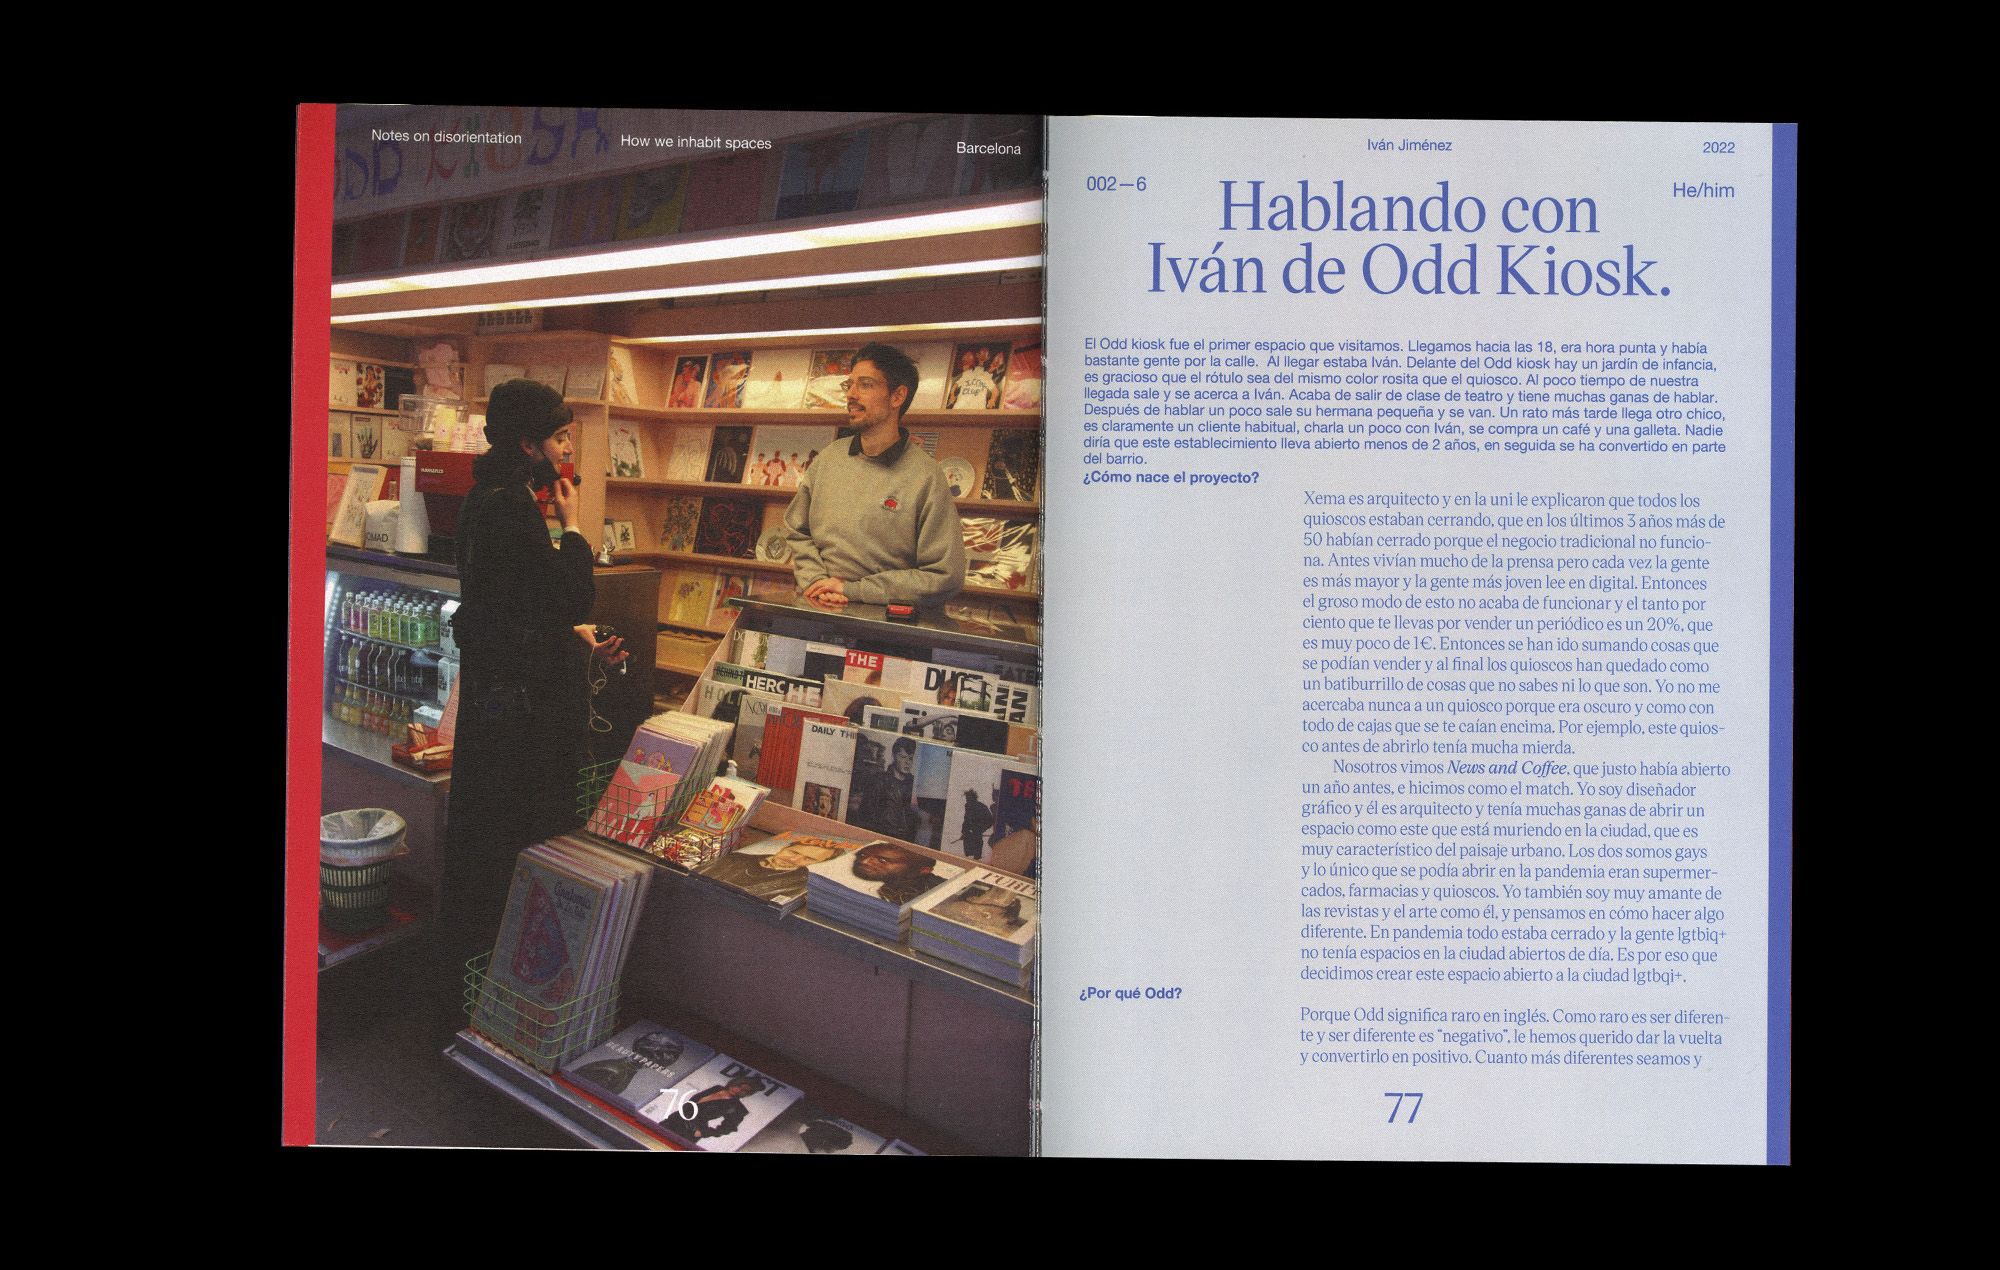 Notes on disorientation
How we inhabit spaces
Barcelona
ODD KIOSK
NOMAD
THE
DUST
HERO
HE
DAILY
BEAUTYPAPERS
DUST
76
Iván Jiménez
2022
002—6
He/him
Hablando con
Iván de Odd Kiosk.
El Odd kiosk fue el primer espacio que visitamos. Llegamos hacia las 18, era hora punta y había
bastante gente por la calle. Al llegar estaba Iván. Delante del Odd kiosk hay un jardín de infancia,
es gracioso que el rótulo sea del mismo color rosita que el quiosco. Al poco tiempo de nuestra
llegada sale y se acerca a Iván. Acaba de salir de clase de teatro y tiene muchas ganas de hablar.
Después de hablar un poco sale su hermana pequeña y se van. Un rato más tarde llega otro chico,
es claramente un cliente habitual, charla un poco con Iván, se compra un café y una galleta. Nadie
diría que este establecimiento lleva abierto menos de 2 años, en seguida se ha convertido en parte
del barrio.
¿Cómo nace el proyecto?
Xema es arquitecto y en la uni le explicaron que todos los
quioscos estaban cerrando, que en los últimos 3 años más de
50 habían cerrado porque el negocio tradicional no funcio-
na. Antes vivían mucho de la prensa pero cada vez la gente
es más mayor y la gente más joven lee en digital. Entonces
el groso modo de esto no acaba de funcionar y el tanto por
ciento que te llevas por vender un periódico es un 20%, que
es muy poco de 1€. Entonces se han ido sumando cosas que
se podían vender y al final los quioscos han quedado como
un batiburrillo de cosas que no sabes ni lo que son. Yo no me
acercaba nunca a un quiosco porque era oscuro y como con
todo de cajas que se te caían encima. Por ejemplo, este quios-
co antes de abrirlo tenía mucha mierda.
Nosotros vimos News and Coffee, que justo había abierto
un año antes, e hicimos como el match. Yo soy diseñador
gráfico y él es arquitecto y tenía muchas ganas de abrir un
espacio como este que está muriendo en la ciudad, que es
muy característico del paisaje urbano. Los dos somos gays
y lo único que se podía abrir en la pandemia eran supermer-
cados, farmacias y quioscos. Yo también soy muy amante de
las revistas y el arte como él, y pensamos en cómo hacer algo
diferente. En pandemia todo estaba cerrado y la gente lgtbiq+
no tenía espacios en la ciudad abiertos de día. Es por eso que
decidimos crear este espacio abierto a la ciudad lgtbqi+.
¿Por qué Odd?
Porque Odd significa raro en inglés. Como raro es ser diferen-
te y ser diferente es "negativo", le hemos querido dar la vuelta
y convertirlo en positivo. Cuanto más diferentes seamos y
77